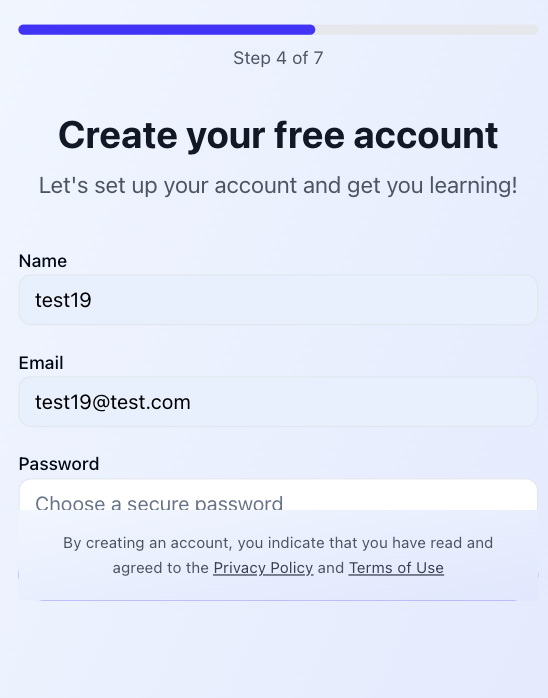 Step 4 of 7
Create your free account
Let's set up your account and get you learning!
Name
test19
Email
test19@test.com
Password
Choose a secure password
By creating an account, you indicate that you have read and
agreed to the Privacy Policy and Terms of Use